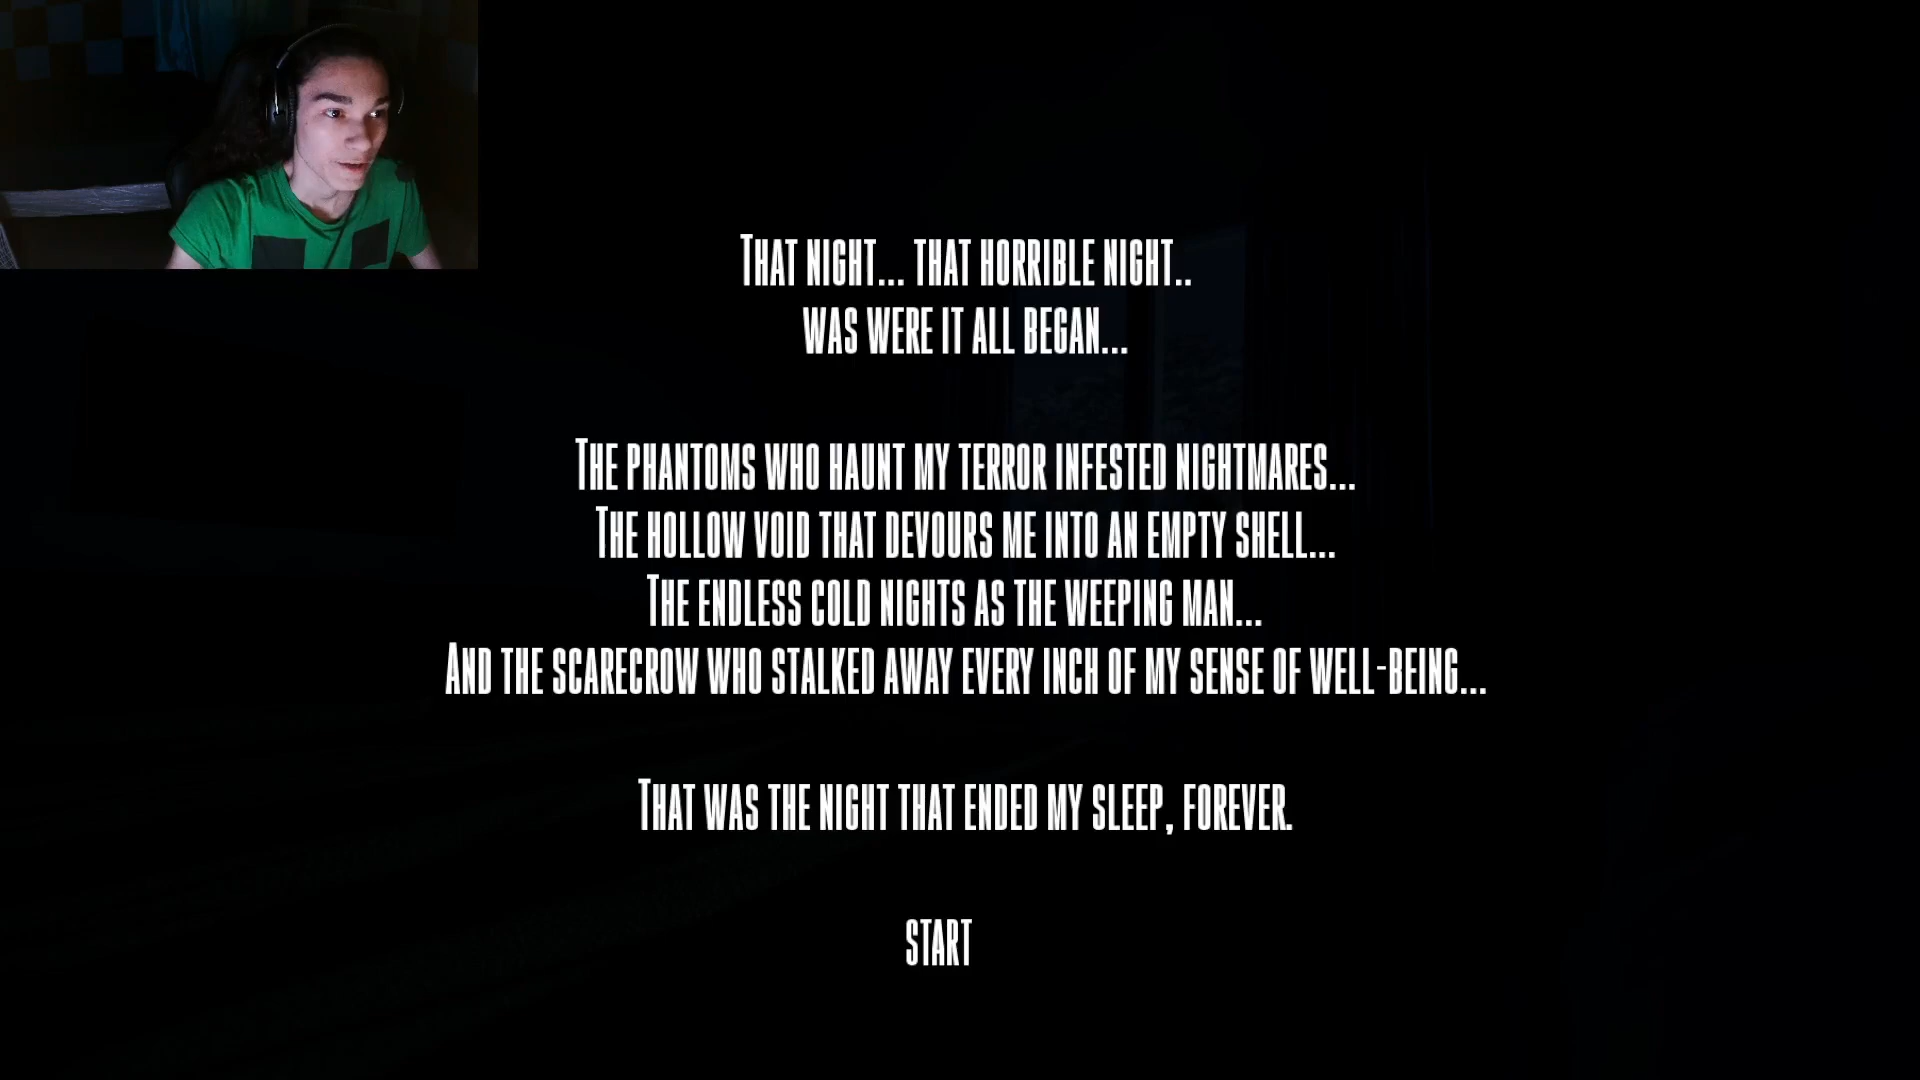 That night... that horrible night..
was were it all began...
The phantoms who haunt my terror infested nightmares...
The hollow void that devours me into an empty shell...
The endless cold nights as the weeping man...
And the scarecrow who stalked away every inch of my sense of well-being...
That was the night that ended my sleep, forever.
START